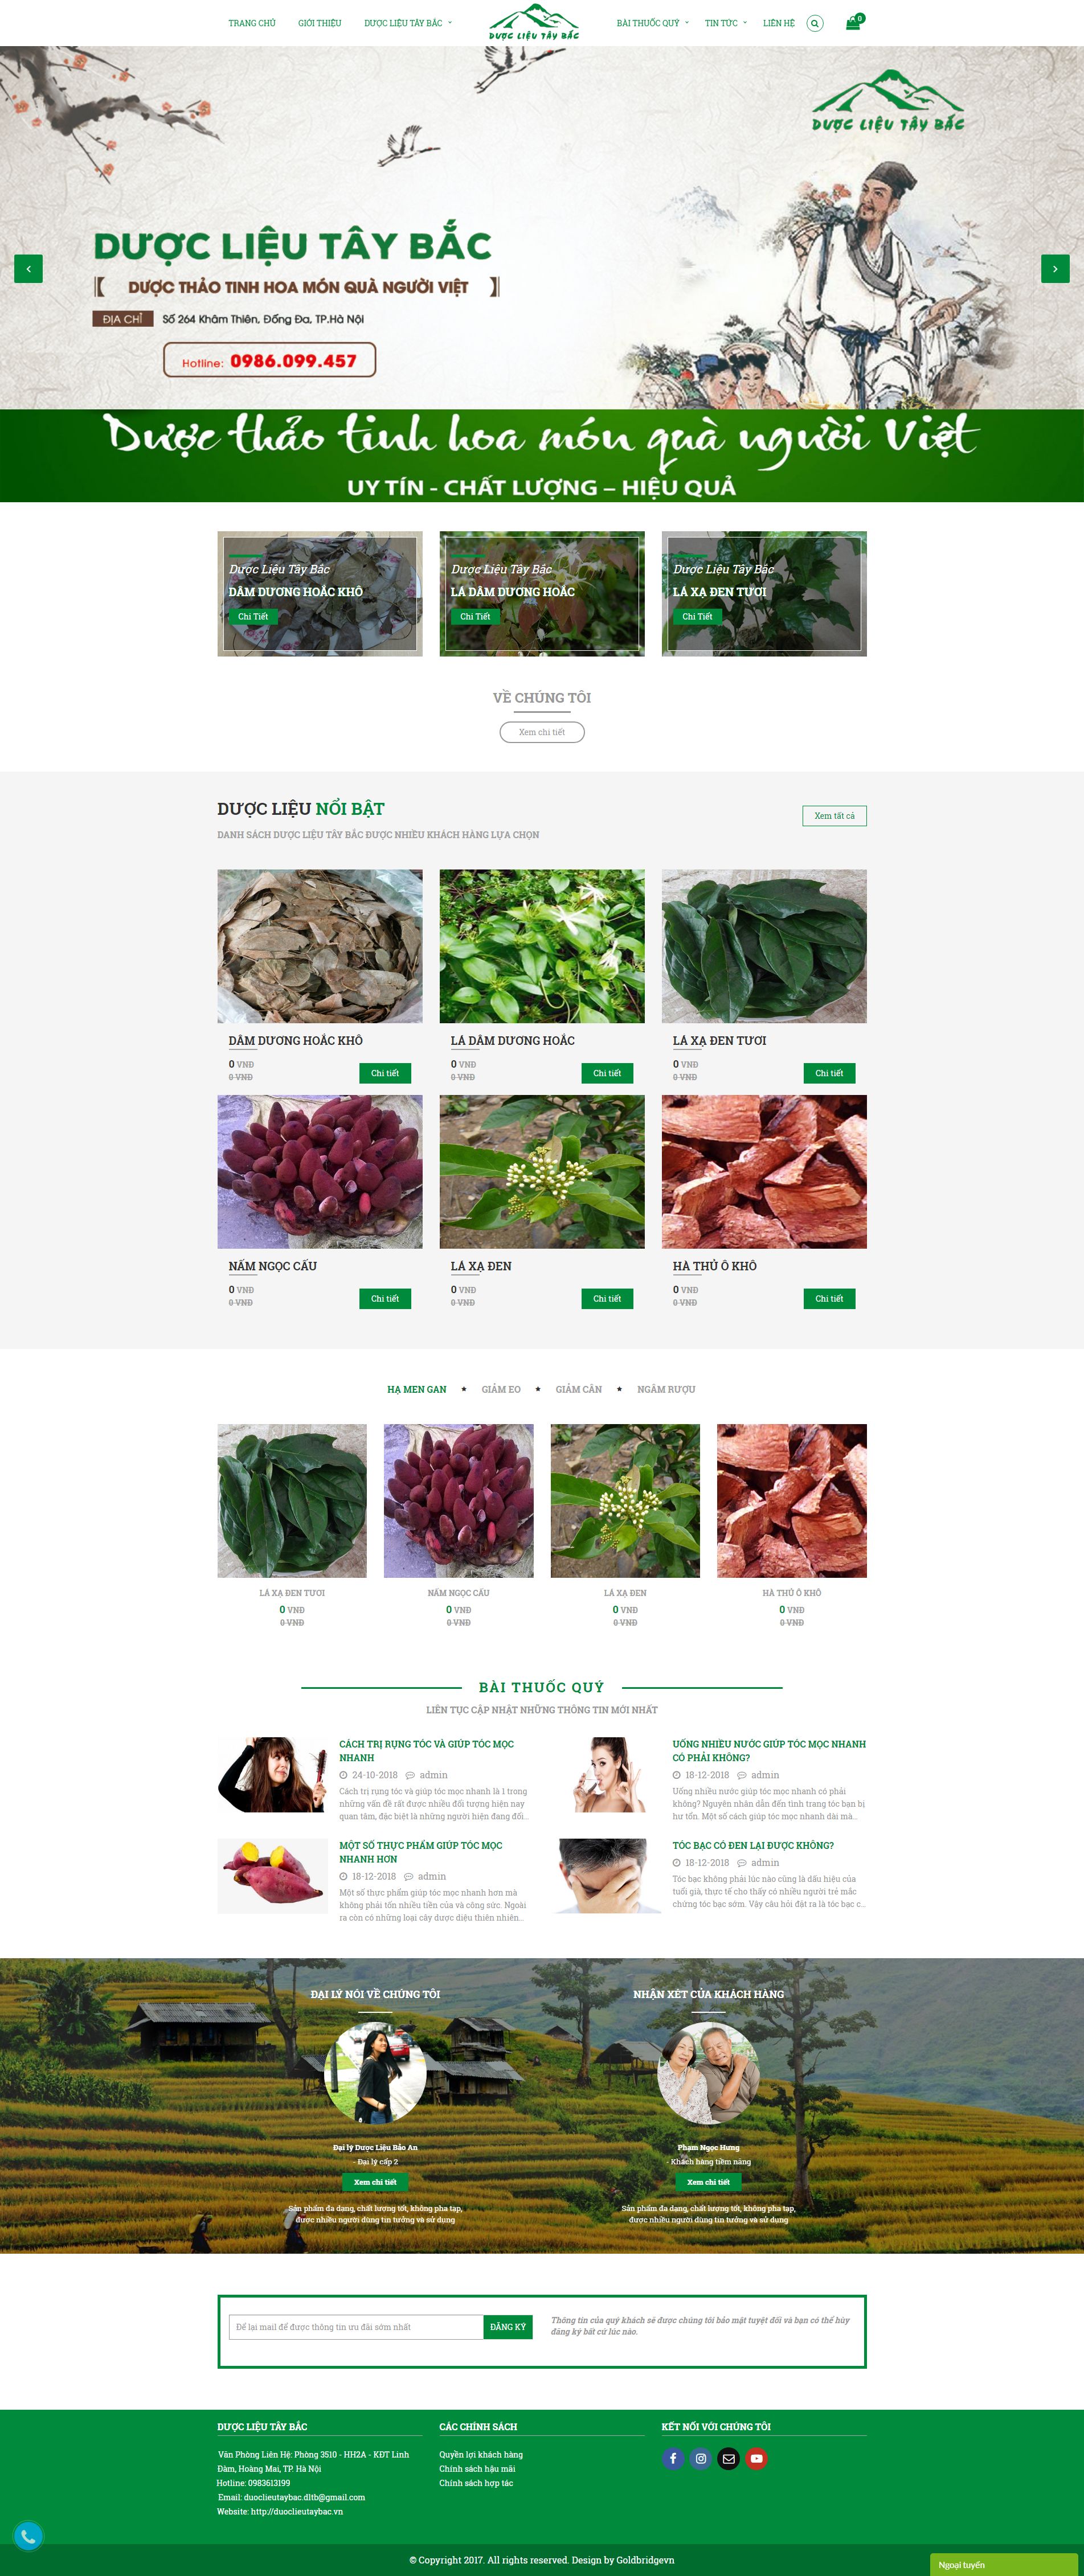 TRANG CHỦ GIỚI THIỆU DƯỢC LIỆU TÂY BẮC DƯỢC LIỆU TÂY BẮC BÀI THUỐC QUÝ TIN TỨC LIÊN HỆ 0
DƯỢC LIỆU TÂY BẮC
DƯỢC LIỆU TÂY BẮC
DƯỢC THẢO TINH HOA MÓN QUÀ NGƯỜI VIỆT
ĐỊA CHỈ Số 264 Khâm Thiên, Đống Đa, TP.Hà Nội
Hotline: 0986.099.457
Dược thảo tinh hoa món quà người Việt
UY TÍN - CHẤT LƯỢNG – HIỆU QUẢ
Dược Liệu Tây Bắc
DÂM DƯƠNG HOẮC KHÔ
Chi Tiết
Dược Liệu Tây Bắc
LÁ DÂM DƯƠNG HOẮC
Chi Tiết
Dược Liệu Tây Bắc
LÁ XẠ ĐEN TƯƠI
Chi Tiết
VỀ CHÚNG TÔI
Xem chi tiết
DƯỢC LIỆU NỔI BẬT
Xem tất cả
DANH SÁCH DƯỢC LIỆU TÂY BẮC ĐƯỢC NHIỀU KHÁCH HÀNG LỰA CHỌN
DÂM DƯƠNG HOẮC KHÔ
0 VNĐ
0 VNĐ
Chi tiết
LÁ DÂM DƯƠNG HOẮC
0 VNĐ
0 VNĐ
Chi tiết
LÁ XẠ ĐEN TƯƠI
0 VNĐ
0 VNĐ
Chi tiết
NẤM NGỌC CẨU
0 VNĐ
0 VNĐ
Chi tiết
LÁ XẠ ĐEN
0 VNĐ
0 VNĐ
Chi tiết
HÀ THỦ Ô KHÔ
0 VNĐ
0 VNĐ
Chi tiết
HẠ MEN GAN GIẢM EO GIẢM CÂN NGÂM RƯỢU
LÁ XẠ ĐEN TƯƠI
0 VNĐ
0 VNĐ
NẤM NGỌC CẨU
0 VNĐ
0 VNĐ
LÁ XẠ ĐEN
0 VNĐ
0 VNĐ
HÀ THỦ Ô KHÔ
0 VNĐ
0 VNĐ
BÀI THUỐC QUÝ
LIÊN TỤC CẬP NHẬT NHỮNG THÔNG TIN MỚI NHẤT
CÁCH TRỊ RỤNG TÓC VÀ GIÚP TÓC MỌC
NHANH
24-10-2018 admin
Cách trị rụng tóc và giúp tóc mọc nhanh là 1 trong
những vấn đề rất được nhiều đối tượng hiện nay
quan tâm, đặc biệt là những người hiện đang đối...
UỐNG NHIỀU NƯỚC GIÚP TÓC MỌC NHANH
CÓ PHẢI KHÔNG?
18-12-2018 admin
Uống nhiều nước giúp tóc mọc nhanh có phải
không? Nguyên nhân dẫn đến tình trạng tóc bạn bị
hư tổn. Một số cách giúp tóc mọc nhanh dài mà...
MỘT SỐ THỰC PHẨM GIÚP TÓC MỌC
NHANH HƠN
18-12-2018 admin
Một số thực phẩm giúp tóc mọc nhanh hơn mà
không phải tốn nhiều tiền của và công sức. Ngoài
ra còn có những loại cây dược diệu thiên nhiên...
TÓC BẠC CÓ ĐEN LẠI ĐƯỢC KHÔNG?
18-12-2018 admin
Tóc bạc không phải lúc nào cũng là dấu hiệu của
tuổi già, thực tế cho thấy có nhiều người trẻ mắc
chứng tóc bạc sớm. Vậy câu hỏi đặt ra là tóc bạc c...
ĐẠI LÝ NÓI VỀ CHÚNG TÔI
Đại lý Dược Liệu Bảo An
- Đại lý cấp 2
Xem chi tiết
Sản phẩm đa dạng, chất lượng tốt, không pha tạp,
được nhiều người dùng tin tưởng và sử dụng
NHẬN XÉT CỦA KHÁCH HÀNG
Phạm Ngọc Hưng
- Khách hàng tiềm năng
Xem chi tiết
Sản phẩm đa dạng, chất lượng tốt, không pha tạp,
được nhiều người dùng tin tưởng và sử dụng
Để lại mail để được thông tin ưu đãi sớm nhất ĐĂNG KÝ
Thông tin của quý khách sẽ được chúng tôi bảo mật tuyệt đối và bạn có thể hủy
đăng ký bất cứ lúc nào.
DƯỢC LIỆU TÂY BẮC
Văn Phòng Liên Hệ: Phòng 3510 - HH2A - KĐT Linh
Đàm, Hoàng Mai, TP. Hà Nội
Hotline: 0983613199
Email: duoclieutaybac.dltb@gmail.com
Website: http://duoclieutaybac.vn
CÁC CHÍNH SÁCH
Quyền lợi khách hàng
Chính sách hậu mãi
Chính sách hợp tác
KẾT NỐI VỚI CHÚNG TÔI
© Copyright 2017. All rights reserved. Design by Goldbridgevn
Ngoại tuyến